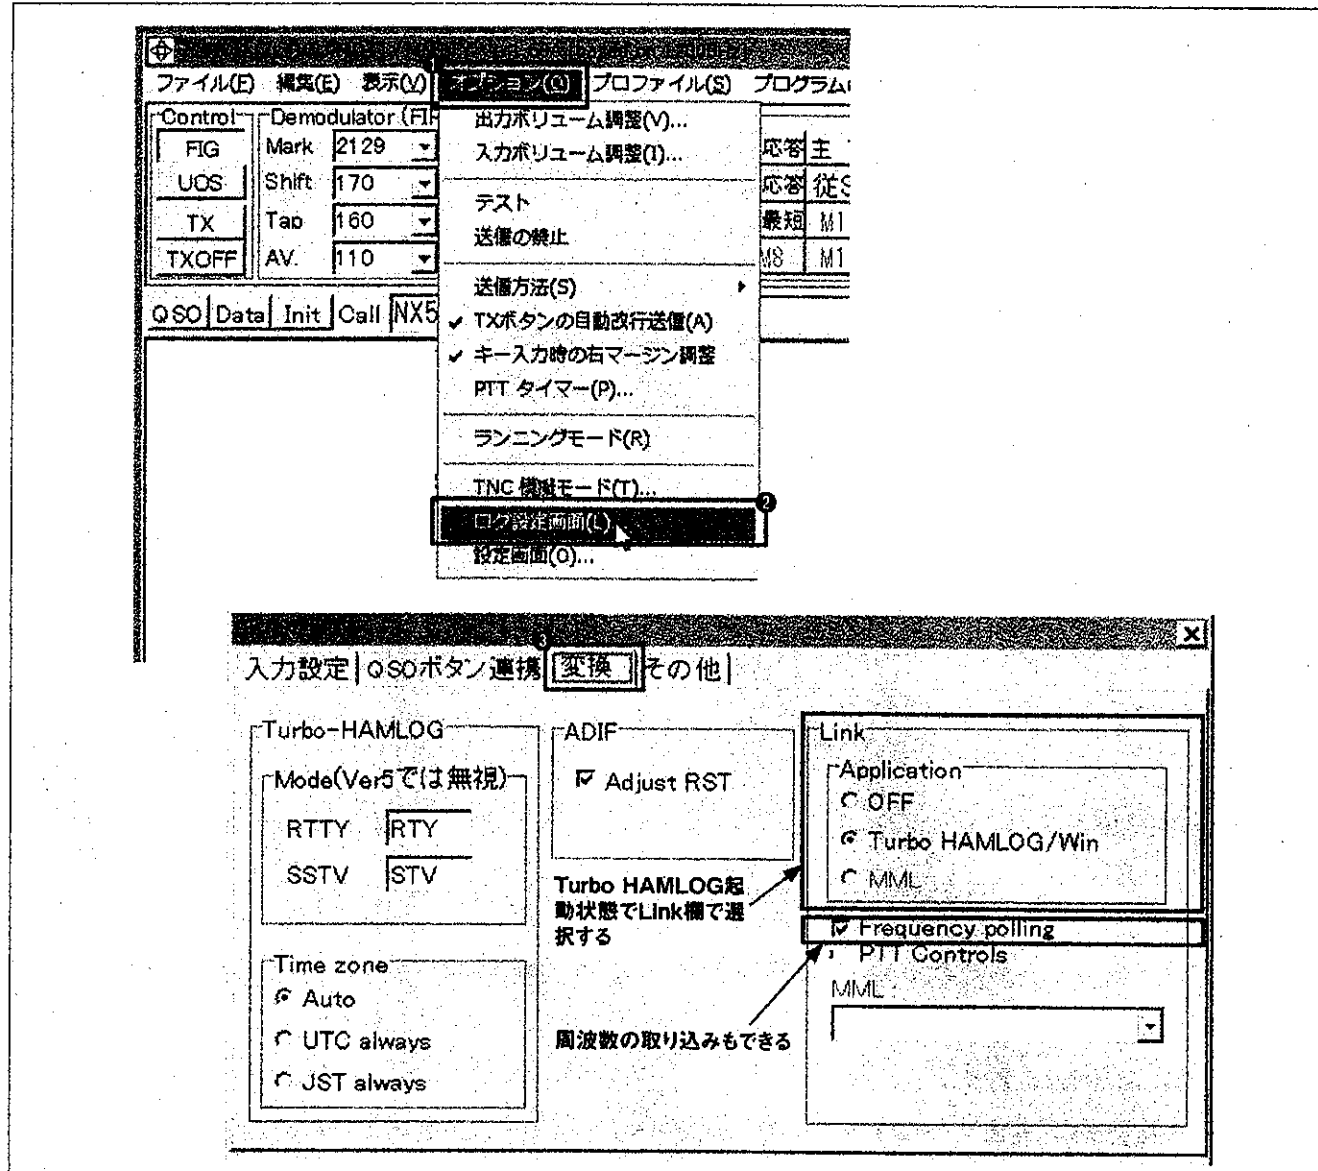 ファイル(F) 編集(E) 表示(V) オプション(O) プロファイル(S) プログラム
Control Demodulator (FI
FIG Mark 2129
UOS Shift 170
TX Tap 160
TXOFF AV. 110
応答 主
応答 従S
最短 M1
M8 M1
QSO Data Init Call NX5
出力ボリューム調整(V)...
入力ボリューム調整(I)...
テスト
送信の禁止
送信方法(S)
TXボタンの自動改行送信(A)
キー入力時の右マージン調整
PTT タイマー(P)...
ランニングモード(R)
TNC 模擬モード(T)...
❷
ログ設定画面(L)
設定画面(O)...
❸
入力設定 QSOボタン連携 変換 その他
Turbo-HAMLOG
Mode(Ver5では無視)
RTTY RTY
SSTV STV
Time zone
Auto
UTC always
JST always
ADIF
Adjust RST
Turbo HAMLOG起
動状態でLink欄で選
択する
周波数の取り込みもできる
Link
Application
OFF
Turbo HAMLOG/Win
MML
Frequency polling
PTT Controls
MML